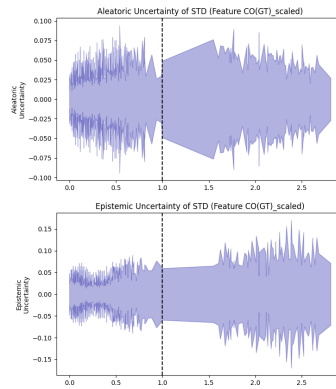 Aleatoric Uncertainty of STD (Feature CO(GT)_scaled)
0.100
0.075
0.050
0.025
0.000
−0.025
−0.050
−0.075
−0.100
Aleatoric
Uncertainty
0.0 0.5 1.0 1.5 2.0 2.5
Epistemic Uncertainty of STD (Feature CO(GT)_scaled)
0.15
0.10
0.05
0.00
−0.05
−0.10
−0.15
Epistemic
Uncertainty
0.0 0.5 1.0 1.5 2.0 2.5